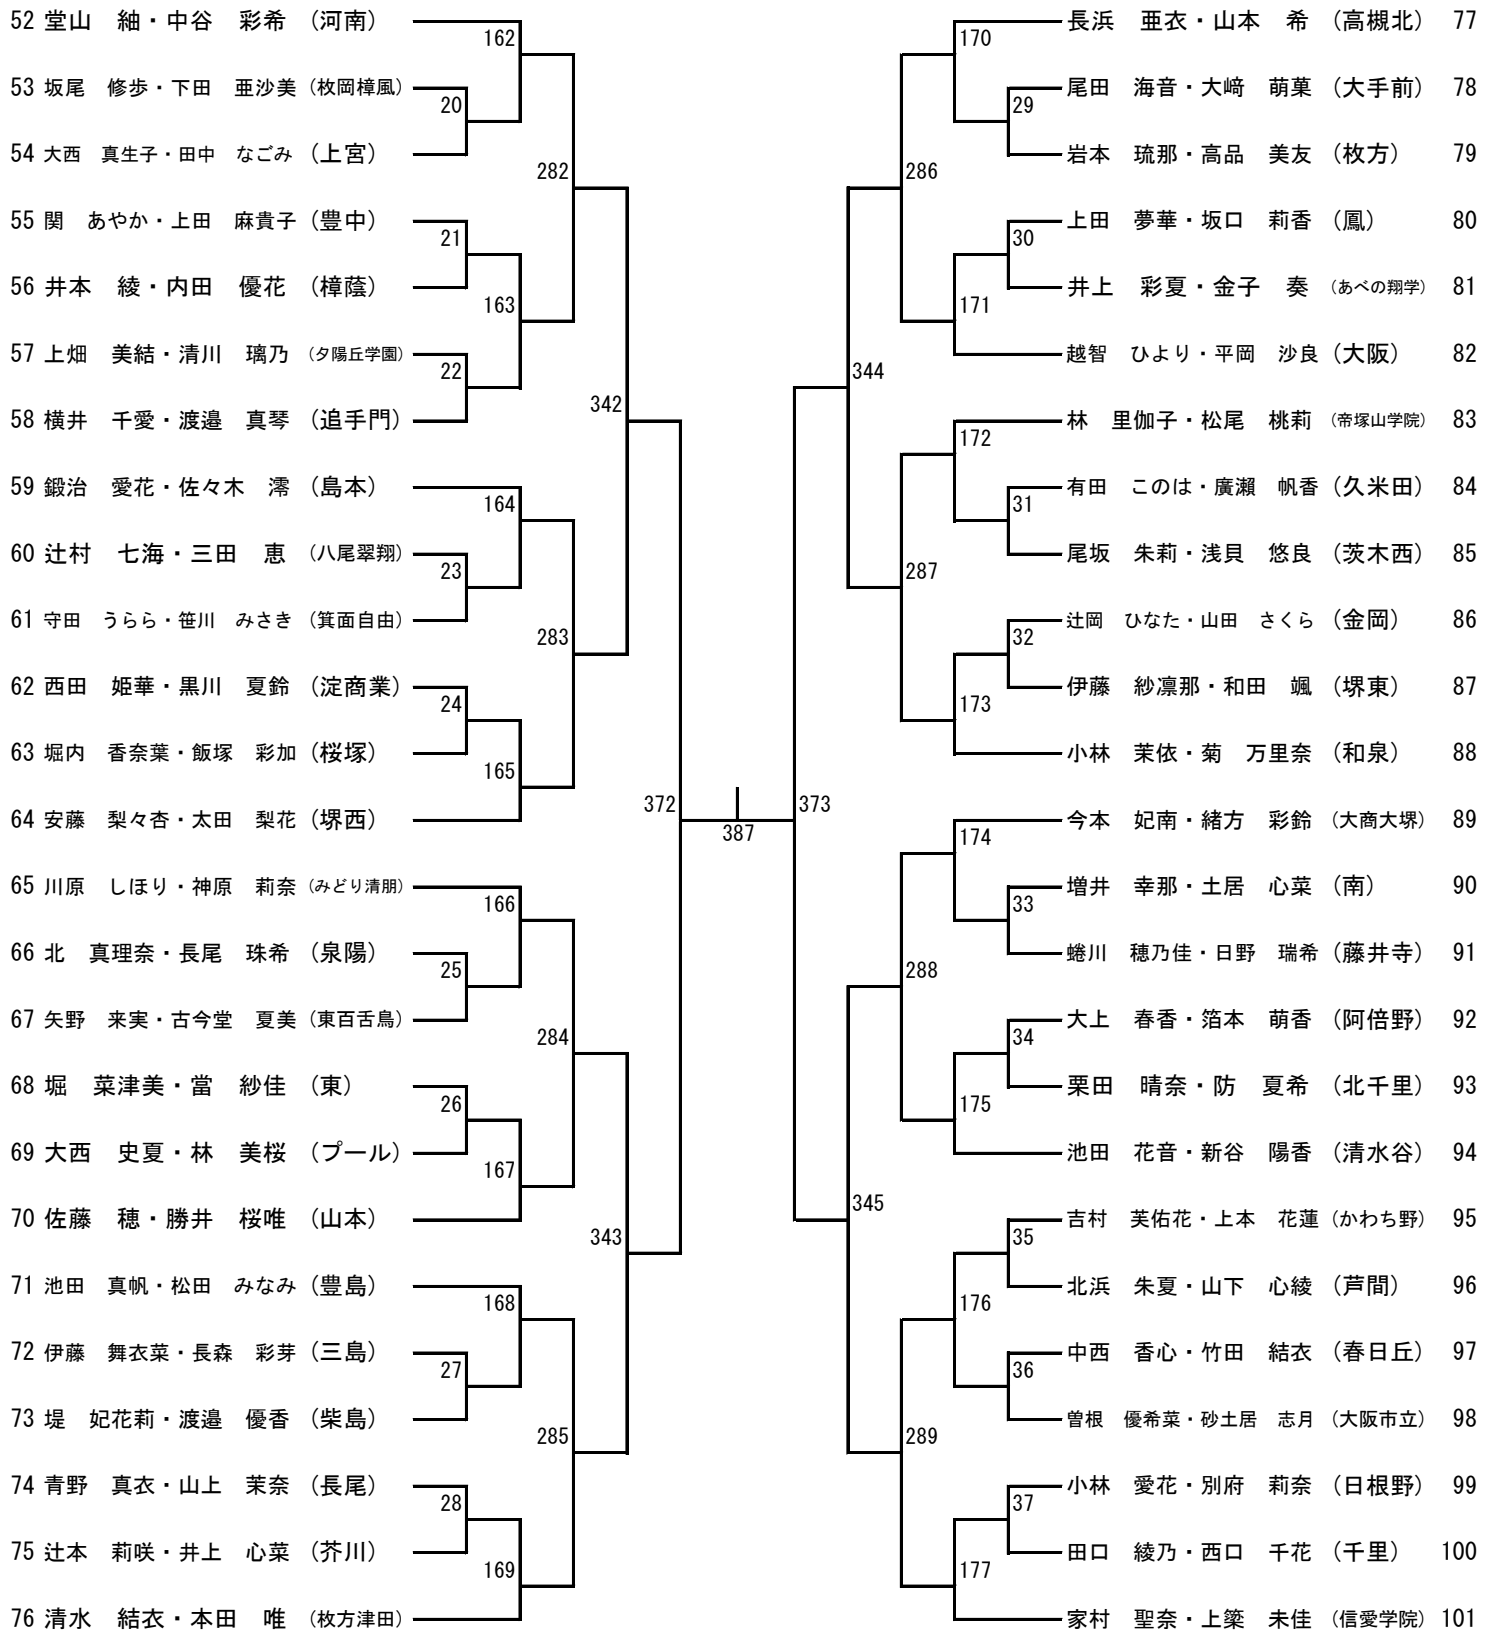 52 堂山　紬・中谷　彩希 （河南）
162
53 坂尾　修歩・下田　亜沙美 （枚岡樟風）
20
54 大西　真生子・田中　なごみ （上宮）
282
55 関　あやか・上田　麻貴子 （豊中）
21
56 井本　綾・内田　優花 （樟蔭）
163
57 上畑　美結・清川　璃乃 （夕陽丘学園）
22
58 横井　千愛・渡邉　真琴 （追手門）
342
59 鍛治　愛花・佐々木　澪 （島本）
164
60 辻村　七海・三田　恵 （八尾翠翔）
23
61 守田　うらら・笹川　みさき （箕面自由）
283
62 西田　姫華・黒川　夏鈴 （淀商業）
24
63 堀内　香奈葉・飯塚　彩加 （桜塚）
165
64 安藤　梨々杏・太田　梨花 （堺西）
372
65 川原　しほり・神原　莉奈 （みどり清朋）
166
66 北　真理奈・長尾　珠希 （泉陽）
25
67 矢野　来実・古今堂　夏美 （東百舌鳥）
284
68 堀　菜津美・當　紗佳 （東）
26
69 大西　史夏・林　美桜 （プール）
167
70 佐藤　穂・勝井　桜唯 （山本）
343
71 池田　真帆・松田　みなみ （豊島）
168
72 伊藤　舞衣菜・長森　彩芽 （三島）
27
73 堤　妃花莉・渡邉　優香 （柴島）
285
74 青野　真衣・山上　茉奈 （長尾）
28
75 辻本　莉咲・井上　心菜 （芥川）
169
76 清水　結衣・本田　唯 （枚方津田）
387
長浜　亜衣・山本　希 （高槻北） 77
170
尾田　海音・大﨑　萌菓 （大手前） 78
29
岩本　琉那・高品　美友 （枚方） 79
286
上田　夢華・坂口　莉香 （鳳） 80
30
井上　彩夏・金子　奏 （あべの翔学） 81
171
越智　ひより・平岡　沙良 （大阪） 82
344
林　里伽子・松尾　桃莉 （帝塚山学院） 83
172
有田　このは・廣瀨　帆香 （久米田） 84
31
尾坂　朱莉・浅貝　悠良 （茨木西） 85
287
辻岡　ひなた・山田　さくら （金岡） 86
32
伊藤　紗凛那・和田　颯 （堺東） 87
173
小林　茉依・菊　万里奈 （和泉） 88
373
今本　妃南・緒方　彩鈴 （大商大堺） 89
174
増井　幸那・土居　心菜 （南） 90
33
蜷川　穂乃佳・日野　瑞希 （藤井寺） 91
288
大上　春香・箔本　萌香 （阿倍野） 92
34
栗田　晴奈・防　夏希 （北千里） 93
175
池田　花音・新谷　陽香 （清水谷） 94
345
吉村　芙佑花・上本　花蓮 （かわち野） 95
35
北浜　朱夏・山下　心綾 （芦間） 96
176
中西　香心・竹田　結衣 （春日丘） 97
36
曽根　優希菜・砂土居　志月 （大阪市立） 98
289
小林　愛花・別府　莉奈 （日根野） 99
37
田口　綾乃・西口　千花 （千里） 100
177
家村　聖奈・上簗　未佳 （信愛学院） 101